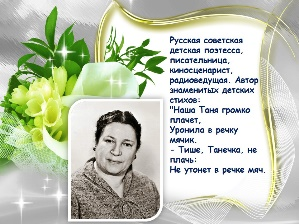 Русская советская
детская поэтесса,
писательница,
киносценарист,
радиоведущая. Автор
знаменитых детских
стихов:
"Наша Таня громко
плачет,
Уронила в речку
мячик.
- Тише, Танечка, не
плачь:
Не утонет в речке мяч.